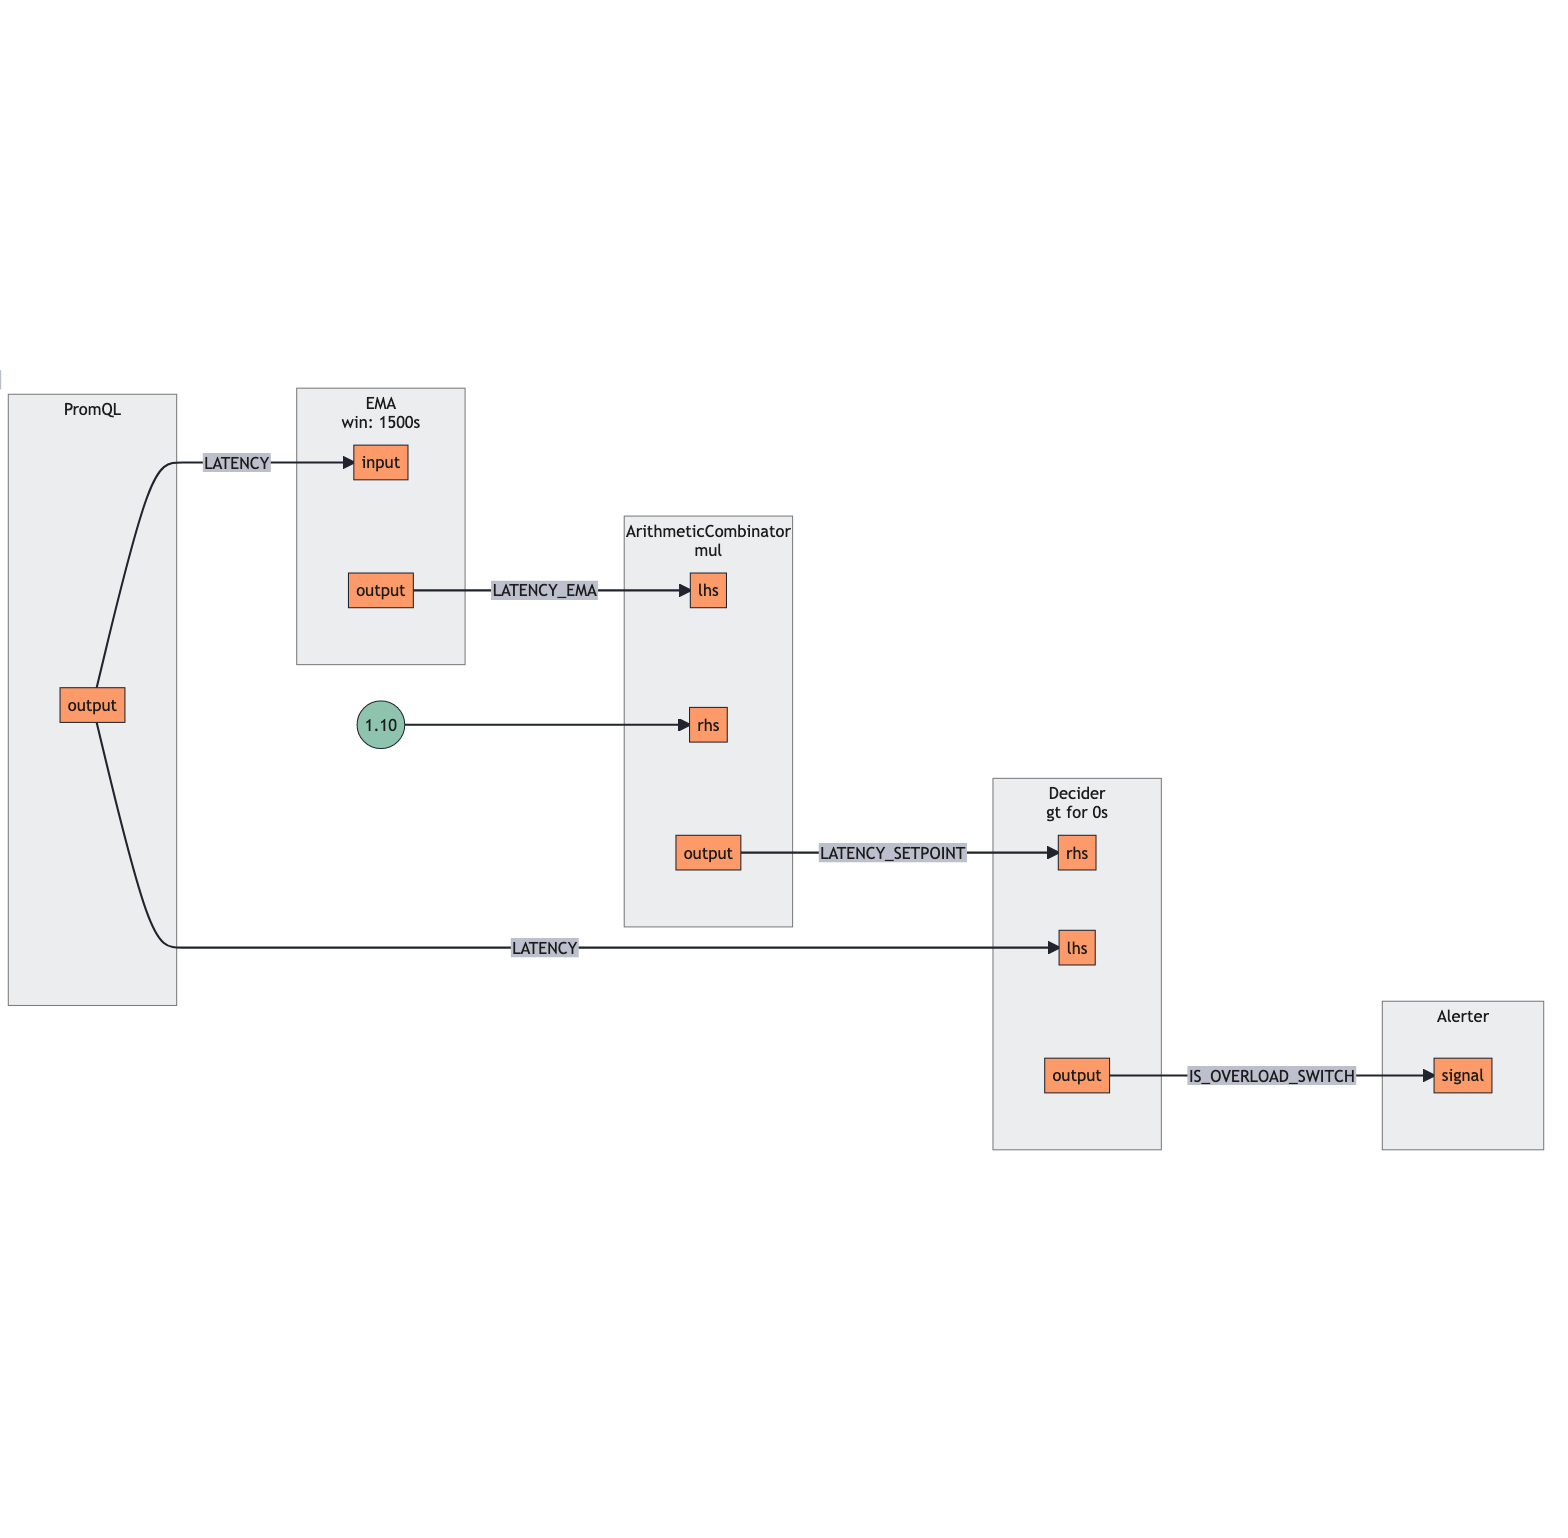 PromQL
output
LATENCY
EMA
win: 1500s
input
output
LATENCY_EMA
1.10
ArithmeticCombinator
mul
lhs
rhs
output
LATENCY_SETPOINT
LATENCY
Decider
gt for 0s
rhs
lhs
output
IS_OVERLOAD_SWITCH
Alerter
signal